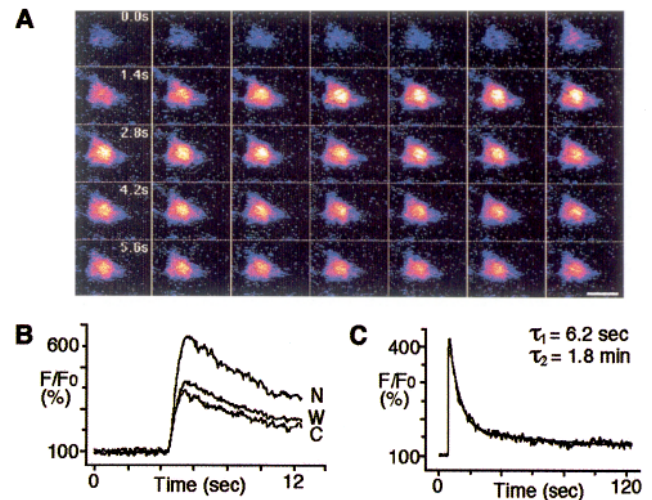 A
0.0s
1.4s
2.8s
4.2s
5.6s
B
600
F/F0
(%)
100
N
W
C
0
12
Time (sec)
C
τ1 = 6.2 sec
τ2 = 1.8 min
400
F/F0
(%)
100
0
120
Time (sec)